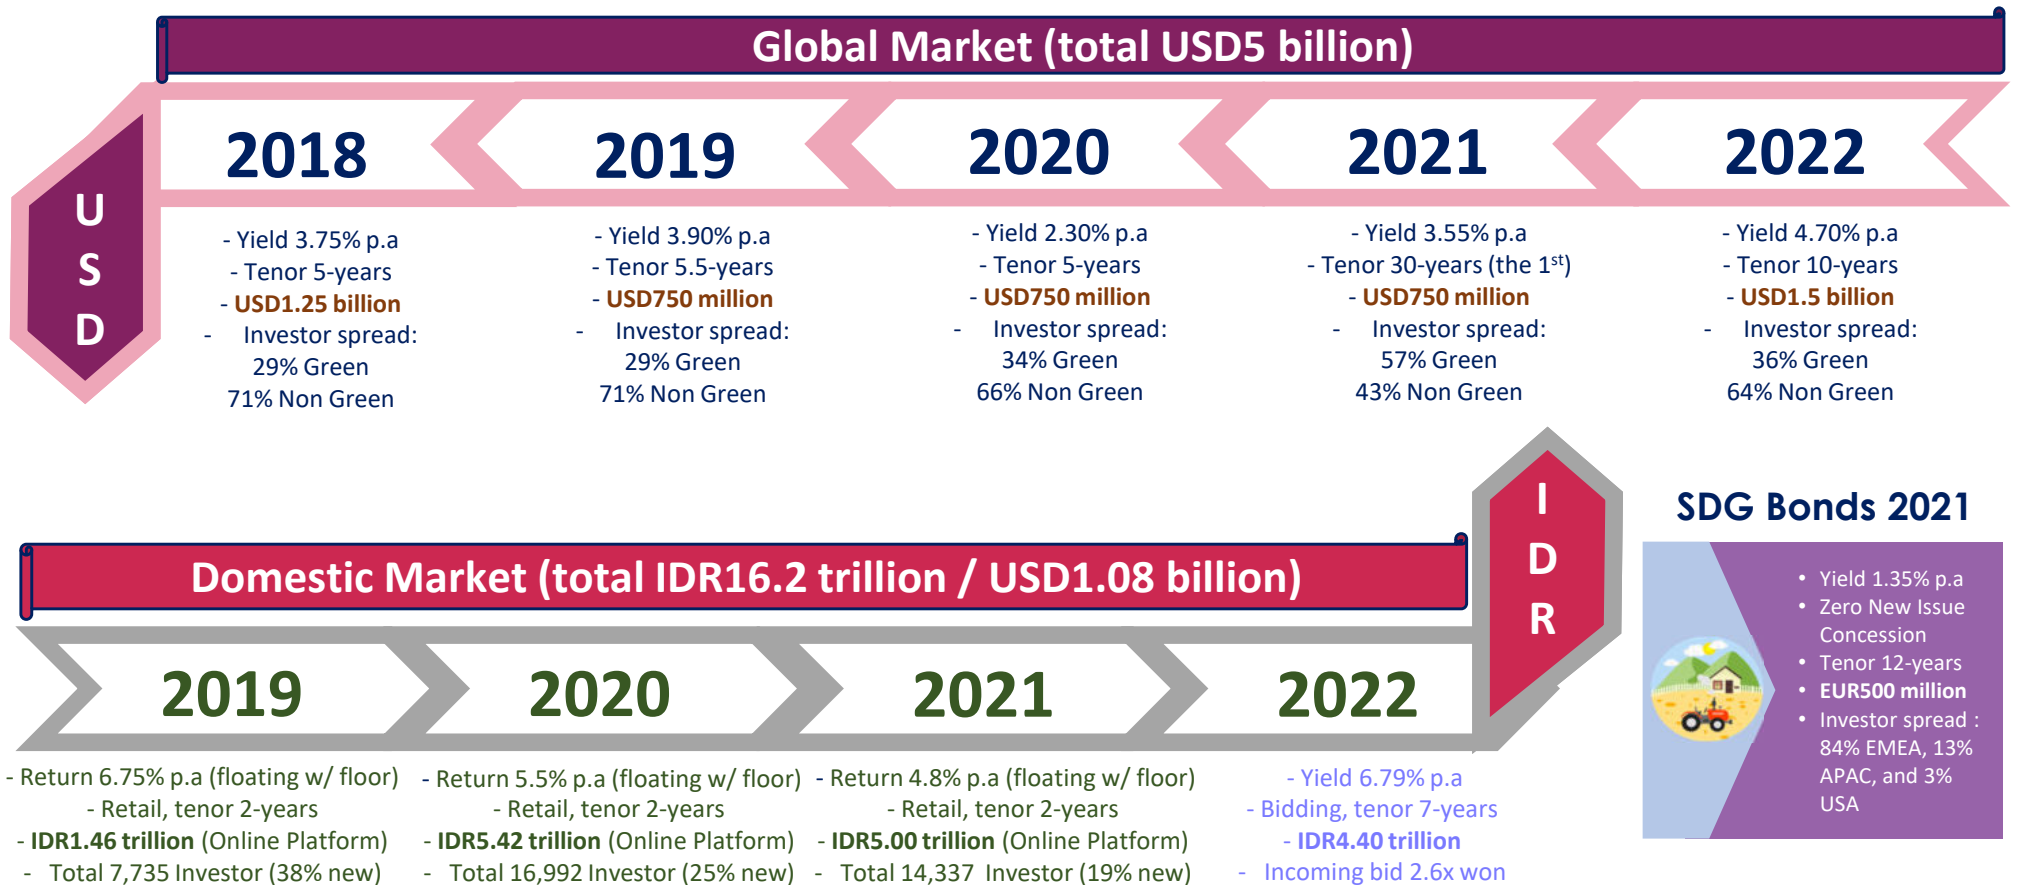 Global Market (total USD5 billion)
U
S
D
2018
- Yield 3.75% p.a
- Tenor 5-years
- USD1.25 billion
- Investor spread:
29% Green
71% Non Green
2019
- Yield 3.90% p.a
- Tenor 5.5-years
- USD750 million
- Investor spread:
29% Green
71% Non Green
2020
- Yield 2.30% p.a
- Tenor 5-years
- USD750 million
- Investor spread:
34% Green
66% Non Green
2021
- Yield 3.55% p.a
- Tenor 30-years (the 1st)
- USD750 million
- Investor spread:
57% Green
43% Non Green
2022
- Yield 4.70% p.a
- Tenor 10-years
- USD1.5 billion
- Investor spread:
36% Green
64% Non Green
Domestic Market (total IDR16.2 trillion / USD1.08 billion)
I
D
R
2019
- Return 6.75% p.a (floating w/ floor)
- Retail, tenor 2-years
- IDR1.46 trillion (Online Platform)
- Total 7,735 Investor (38% new)
2020
- Return 5.5% p.a (floating w/ floor)
- Retail, tenor 2-years
- IDR5.42 trillion (Online Platform)
- Total 16,992 Investor (25% new)
2021
- Return 4.8% p.a (floating w/ floor)
- Retail, tenor 2-years
- IDR5.00 trillion (Online Platform)
- Total 14,337 Investor (19% new)
2022
- Yield 6.79% p.a
- Bidding, tenor 7-years
- IDR4.40 trillion
- Incoming bid 2.6x won
SDG Bonds 2021
• Yield 1.35% p.a
• Zero New Issue
Concession
• Tenor 12-years
• EUR500 million
• Investor spread :
84% EMEA, 13%
APAC, and 3%
USA